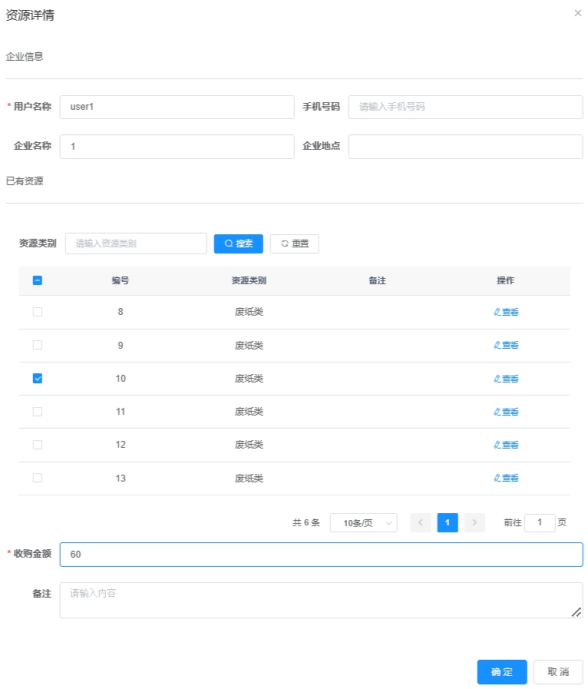 资源详情
企业信息
* 用户名称 user1 手机号码 请输入手机号码
企业名称 1 企业地点
已有资源
资源类别 请输入资源类别 搜索 重置
编号 资源类别 备注 操作
8 废纸类 查看
9 废纸类 查看
10 废纸类 查看
11 废纸类 查看
12 废纸类 查看
13 废纸类 查看
共 6 条 10条/页 1 前往 1 页
* 收购金额 60
备注 请输入内容
确 定 取 消